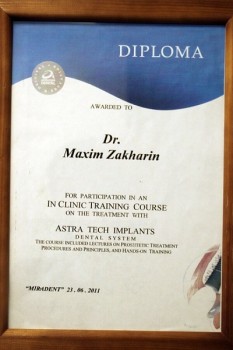 DIPLOMA
AWARDED TO
Dr.
Maxim Zakharin
FOR PARTICIPATION IN AN
IN CLINIC TRAINING COURSE
ON THE TREATMENT WITH
ASTRA TECH IMPLANTS
DENTAL SYSTEM
THE COURSE INCLUDED LECTURES ON PROSTHETIC TREATMENT
PROCEDURES AND PRINCIPLES, AND HANDS-ON TRAINING
"MIRADENT" 23.06.2011